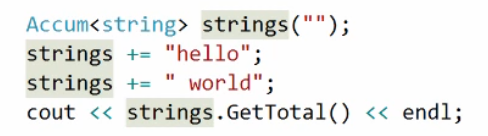 Accum<string> strings("");
strings += "hello";
strings += " world";
cout << strings.GetTotal() << endl;